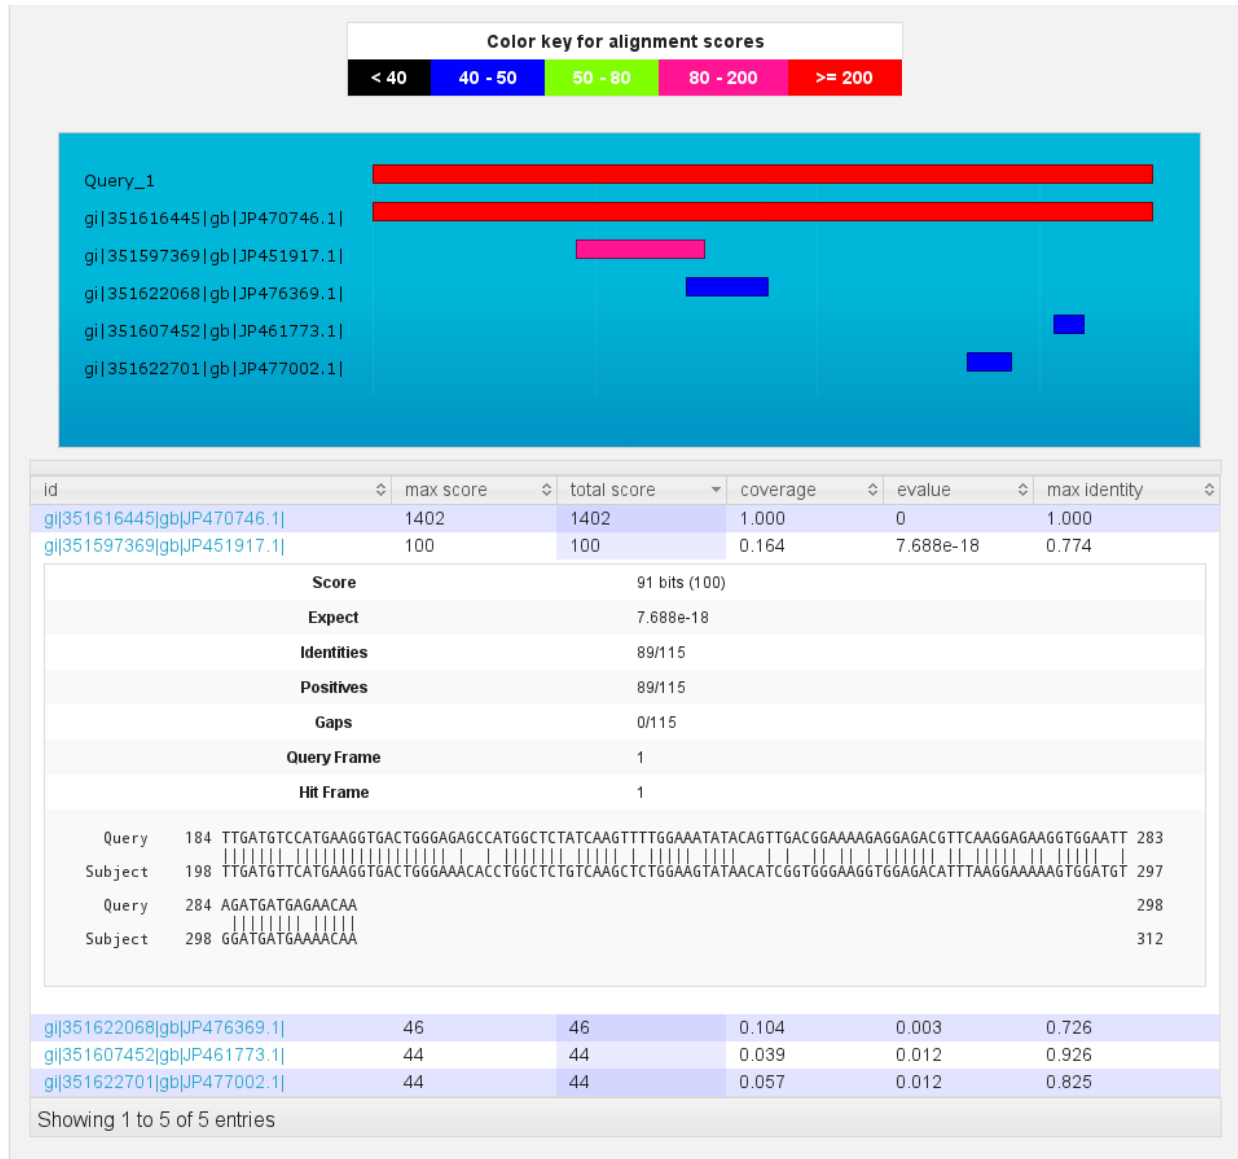 Color key for alignment scores
< 40 40 - 50 50 - 80 80 - 200 >= 200
Query_1
gi|351616445|gb|JP470746.1|
gi|351597369|gb|JP451917.1|
gi|351622068|gb|JP476369.1|
gi|351607452|gb|JP461773.1|
gi|351622701|gb|JP477002.1|
id max score total score coverage evalue max identity
gi|351616445|gb|JP470746.1| 1402 1402 1.000 0 1.000
gi|351597369|gb|JP451917.1| 100 100 0.164 7.688e-18 0.774
Score 91 bits (100)
Expect 7.688e-18
Identities 89/115
Positives 89/115
Gaps 0/115
Query Frame 1
Hit Frame 1
Query 184 TTGATGTCCATGAAGGTGACTGGGAGAGCCATGGCTCTATCAAGTTTTGGAAATATACAGTTGACGGAAAAGAGGAGACGTTCAAGGAGAAGGTGGAATT 283
Subject 198 TTGATGTTCATGAAGGTGACTGGGAAACACCTGGCTCTGTCAAGCTCTGGAAGTATAACATCGGTGGGAAGGTGGAGACATTTAAGGAAAAAGTGGATGT 297
Query 284 AGATGATGAGAACAA 298
Subject 298 GGATGATGAAAACAA 312
gi|351622068|gb|JP476369.1| 46 46 0.104 0.003 0.726
gi|351607452|gb|JP461773.1| 44 44 0.039 0.012 0.926
gi|351622701|gb|JP477002.1| 44 44 0.057 0.012 0.825
Showing 1 to 5 of 5 entries